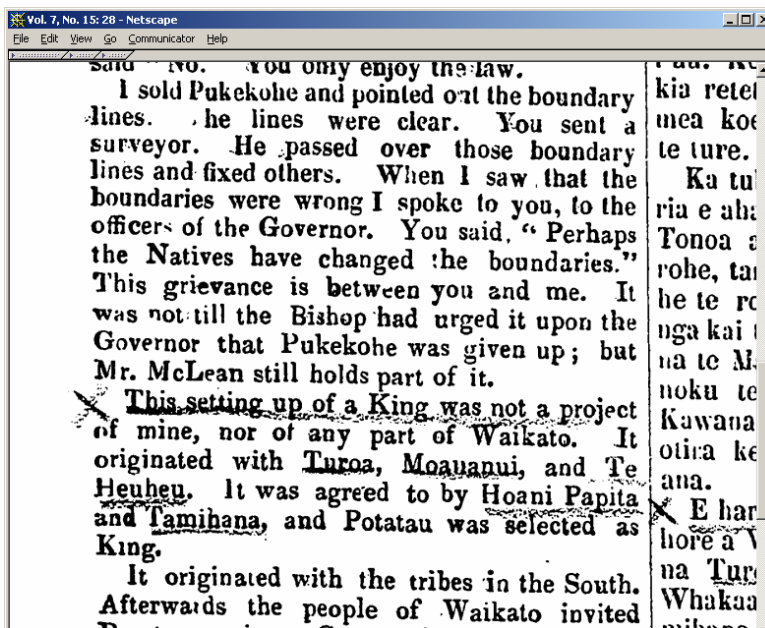 Vol. 7, No. 15: 28 - Netscape
File Edit View Go Communicator Help
said "No. You only enjoy the law.
I sold Pukekohe and pointed out the boundary
lines. he lines were clear. You sent a
surveyor. He passed over those boundary
lines and fixed others. When I saw that the
boundaries were wrong I spoke to you, to the
officers of the Governor. You said, "Perhaps
the Natives have changed the boundaries."
This grievance is between you and me. It
was not till the Bishop had urged it upon the
Governor that Pukekohe was given up; but
Mr. McLean still holds part of it.
This setting up of a King was not a project
of mine, nor of any part of Waikato. It
originated with Turoa, Moauanui, and Te
Heuheu. It was agreed to by Hoani Papita
and Tamihana, and Potatau was selected as
King.
It originated with the tribes in the South.
Afterwards the people of Waikato invited
kia retet
mea koe
te ture.
Ka tu
ria e aha
Tonoa a
rohe, tar
he te ro
nga kai t
na te M
noku te
Kawana
otira ke
ana.
E har
hore a W
na Turo
Whakaa